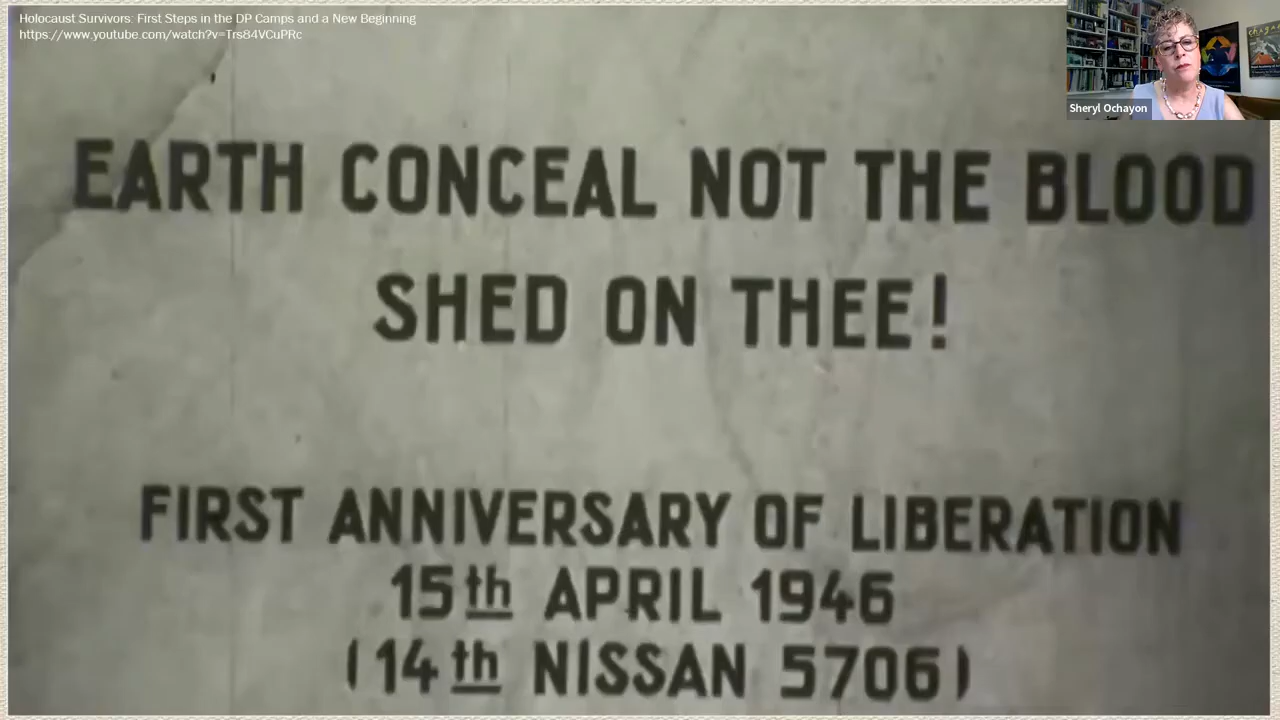 Holocaust Survivors: First Steps in the DP Camps and a New Beginning
https://www.youtube.com/watch?v=Trs84VCuPRc
Sheryl Ochayon
EARTH CONCEAL NOT THE BLOOD
SHED ON THEE!
FIRST ANNIVERSARY OF LIBERATION
15th APRIL 1946
(14th NISSAN 5706)